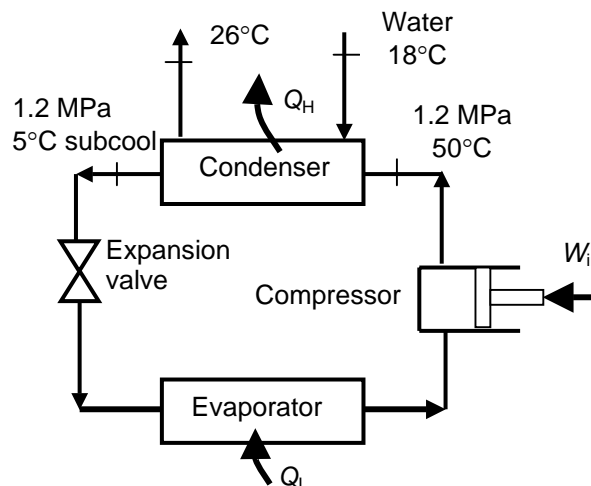 26°C
Water
18°C
Q_H
1.2 MPa
5°C subcool
1.2 MPa
50°C
Condenser
Expansion
valve
Compressor
W_i
Evaporator
Q_L